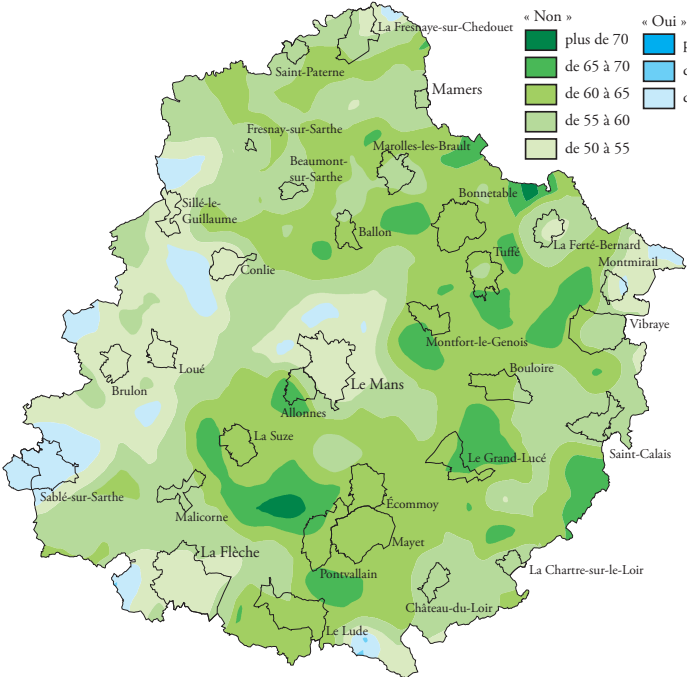 « Non »
plus de 70
de 65 à 70
de 60 à 65
de 55 à 60
de 50 à 55
« Oui »
La Fresnaye-sur-Chedouet
Saint-Paterne
Mamers
Fresnay-sur-Sarthe
Marolles-les-Brault
Beaumont-
sur-Sarthe
Bonnetable
Sillé-le-
Guillaume
Ballon
La Ferté-Bernard
Tuffé
Montmirail
Conlie
Vibraye
Montfort-le-Genois
Loué
Bouloire
Brulon
Le Mans
Allonnes
La Suze
Saint-Calais
Le Grand-Lucé
Sablé-sur-Sarthe
Écommoy
Malicorne
Mayet
La Flèche
La Chartre-sur-le-Loir
Pontvallain
Château-du-Loir
Le Lude